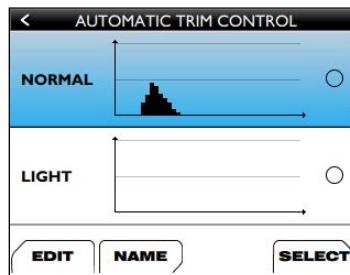 < AUTOMATIC TRIM CONTROL
NORMAL
LIGHT
EDIT NAME SELECT